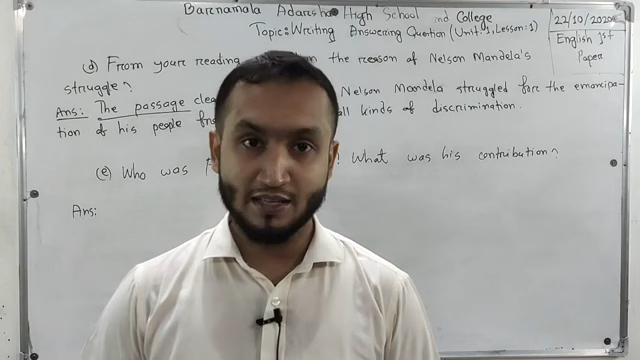 Barnamala Adarsha High School and College
Topic: Writing Answering Question (Unit: 1, Lesson: 1)
22/10/2020
English 1st
Paper
(d) From your reading the reason of Nelson Mandela's
struggle?
Ans: The passage Nelson Mandela struggled for the emancipa-
tion of his people all kinds of discrimination.
(e) Who was ? What was his contribution?
Ans: